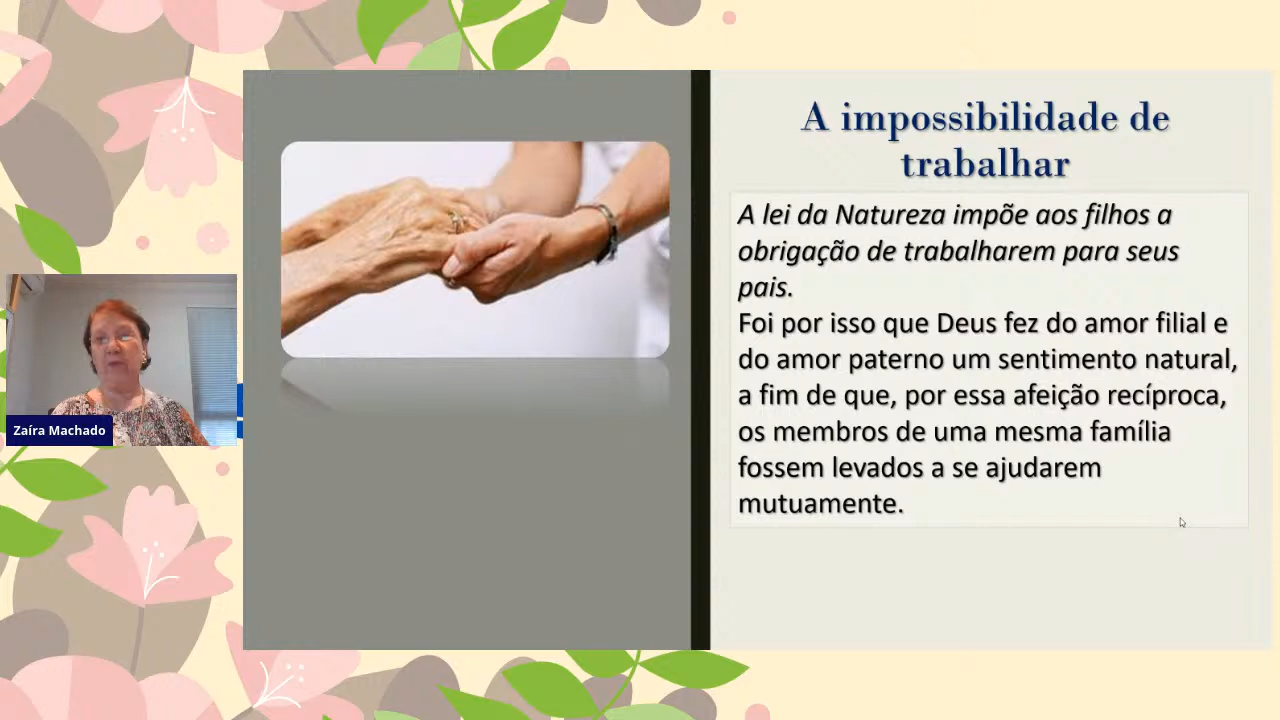 A impossibilidade de
trabalhar
A lei da Natureza impõe aos filhos a
obrigação de trabalharem para seus
pais.
Foi por isso que Deus fez do amor filial e
do amor paterno um sentimento natural,
a fim de que, por essa afeição recíproca,
os membros de uma mesma família
fossem levados a se ajudarem
mutuamente.
Zaíra Machado